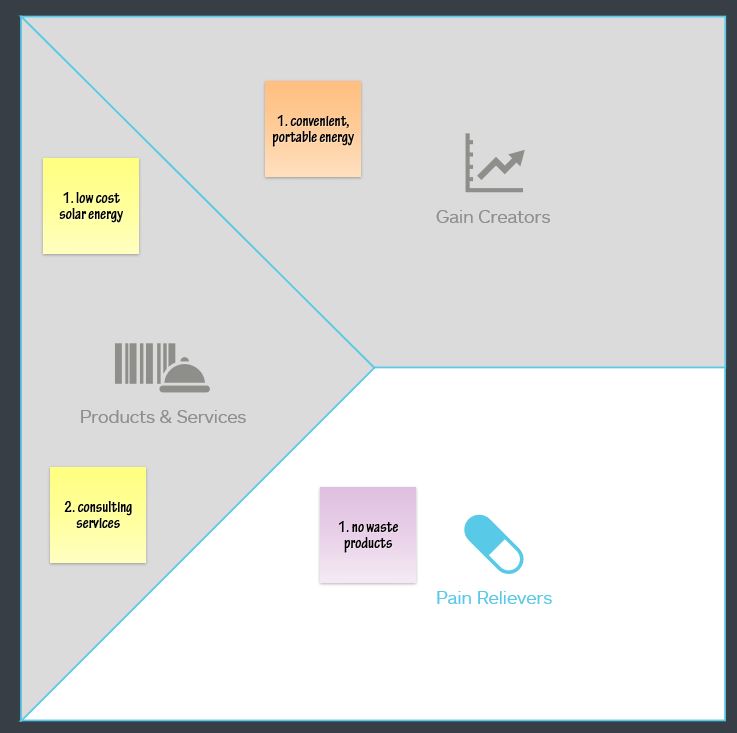 1. convenient,
portable energy
Gain Creators
1. low cost
solar energy
Products & Services
2. consulting
services
1. no waste
products
Pain Relievers